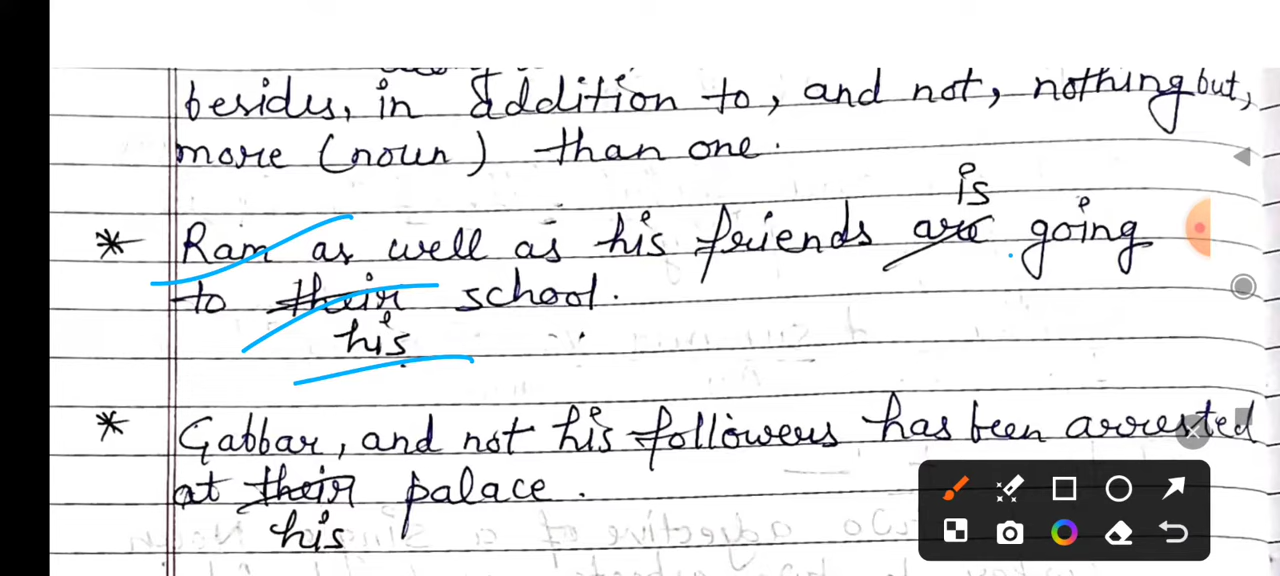 besides, in addition to, and not, nothing but,
more (noun) than one.
is
* Ram as well as his friends are going
to their school.
his
* Gabbar, and not his followers has been arrested
at their palace.
his